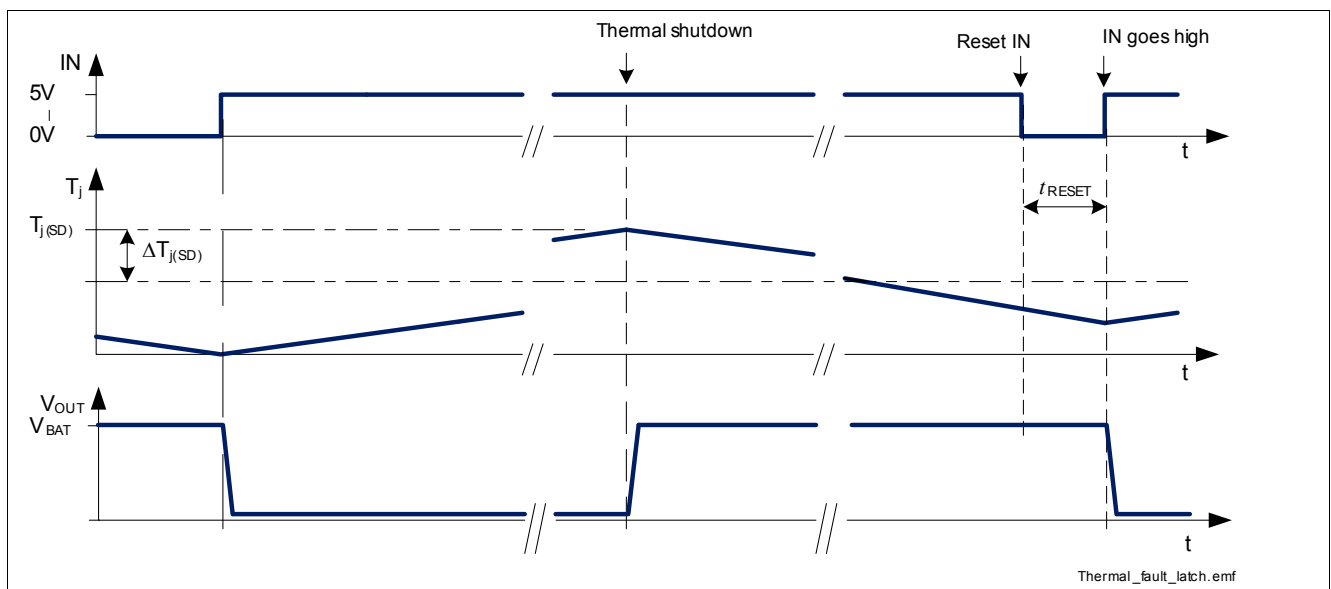 Thermal shutdown
Reset IN
IN goes high
IN
5V
0V
t
Tj
tRESET
Tj(SD)
ΔTj(SD)
t
VOUT
VBAT
t
Thermal_fault_latch.emf